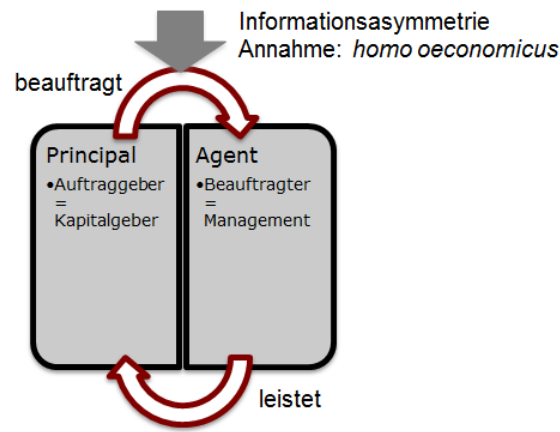 Informationsasymmetrie
Annahme: homo oeconomicus
beauftragt
Principal
•Auftraggeber
=
Kapitalgeber
Agent
•Beauftragter
=
Management
leistet